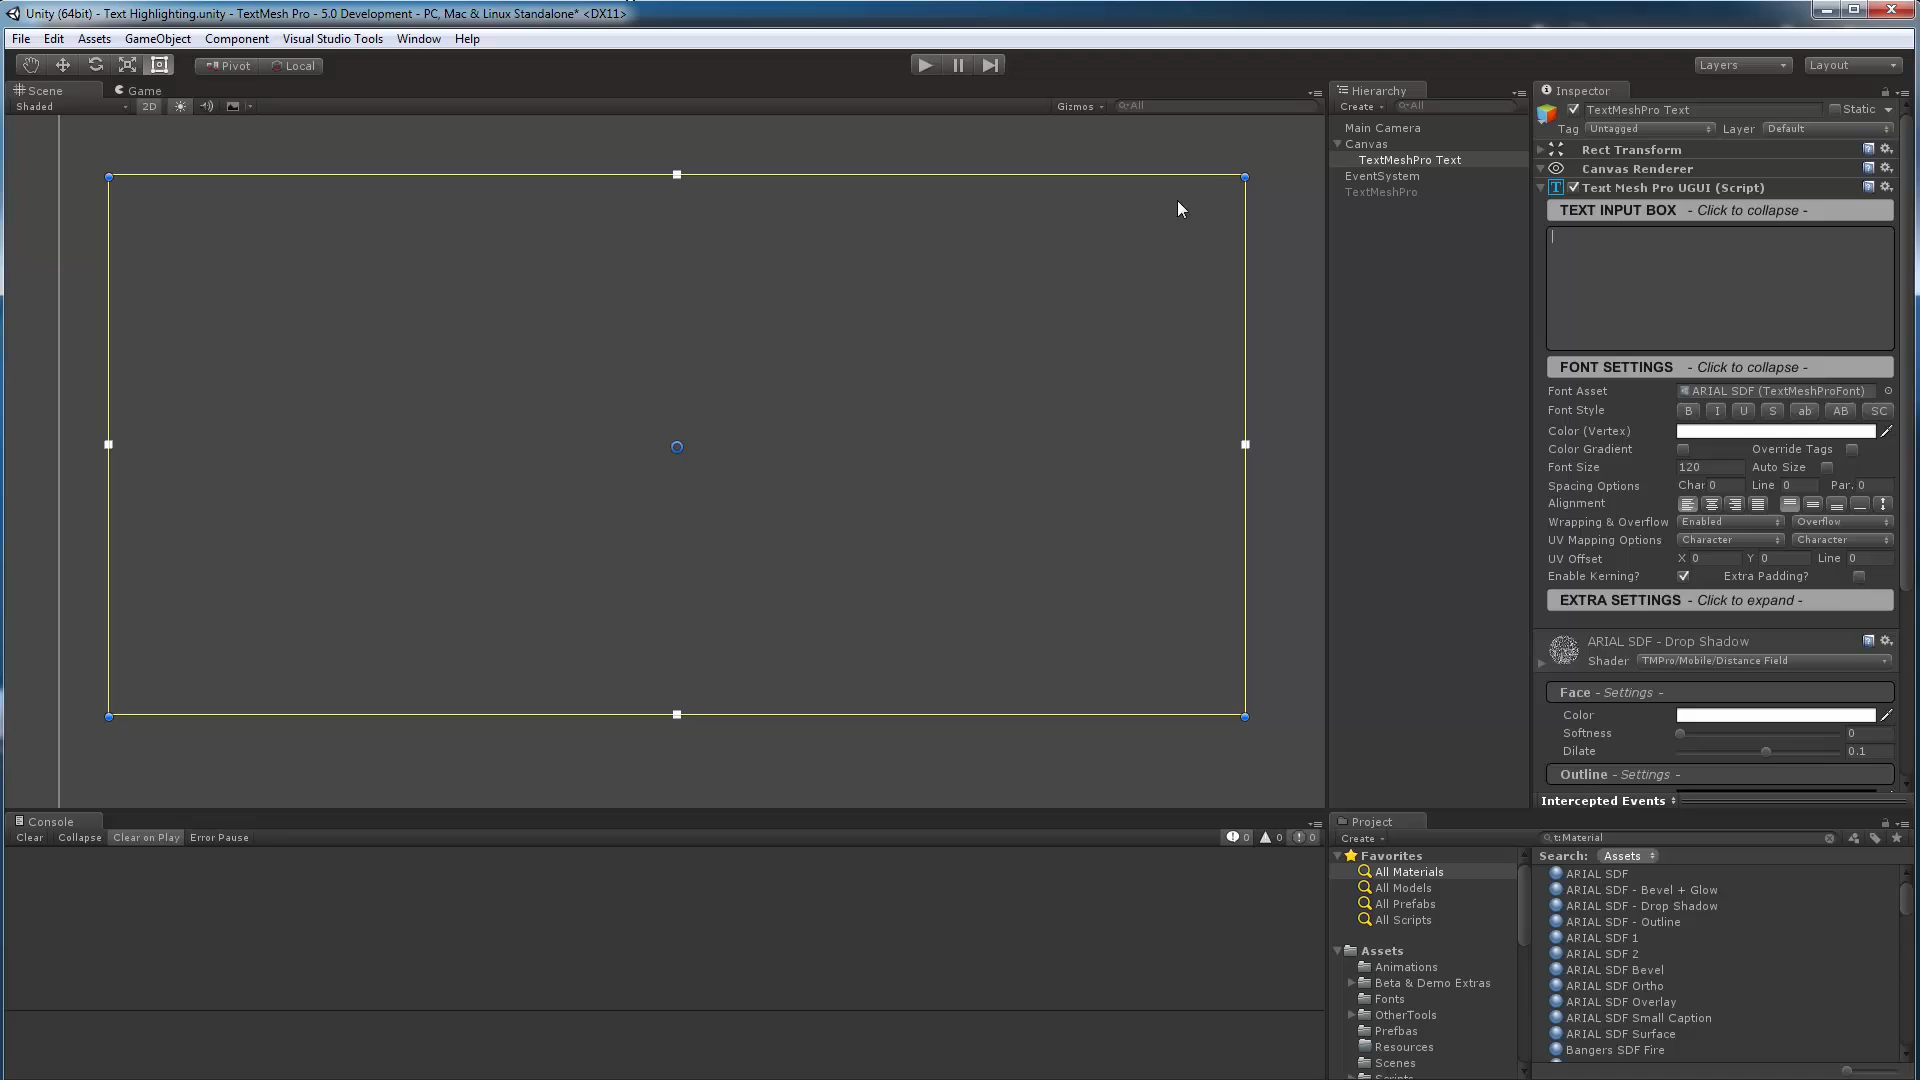 Unity (64bit) - Text Highlighting.unity - TextMesh Pro - 5.0 Development - PC, Mac & Linux Standalone* <DX11>
File Edit Assets GameObject Component Visual Studio Tools Window Help
Pivot Local Layers Layout
Scene Game
Shaded 2D Gizmos All
Hierarchy
Create All
Main Camera
Canvas
TextMeshPro Text
EventSystem
TextMeshPro
Inspector
TextMeshPro Text Static
Tag Untagged Layer Default
Rect Transform
Canvas Renderer
Text Mesh Pro UGUI (Script)
TEXT INPUT BOX - Click to collapse -
FONT SETTINGS - Click to collapse -
Font Asset ARIAL SDF (TextMeshProFont)
Font Style B I U S ab AB SC
Color (Vertex)
Color Gradient Override Tags
Font Size 120 Auto Size
Spacing Options Char 0 Line 0 Par. 0
Alignment
Wrapping & Overflow Enabled Overflow
UV Mapping Options Character Character
UV Offset X 0 Y 0 Line 0
Enable Kerning? Extra Padding?
EXTRA SETTINGS - Click to expand -
ARIAL SDF - Drop Shadow
Shader TMPro/Mobile/Distance Field
Face - Settings -
Color
Softness 0
Dilate 0.1
Outline - Settings -
Intercepted Events
Console
Clear Collapse Clear on Play Error Pause 0 0 0
Project
Create t:Material
Favorites
All Materials
All Models
All Prefabs
All Scripts
Assets
Animations
Beta & Demo Extras
Fonts
OtherTools
Prefbas
Resources
Scenes
Scripts
Search: Assets
ARIAL SDF
ARIAL SDF - Bevel + Glow
ARIAL SDF - Drop Shadow
ARIAL SDF - Outline
ARIAL SDF 1
ARIAL SDF 2
ARIAL SDF Bevel
ARIAL SDF Ortho
ARIAL SDF Overlay
ARIAL SDF Small Caption
ARIAL SDF Surface
Bangers SDF Fire